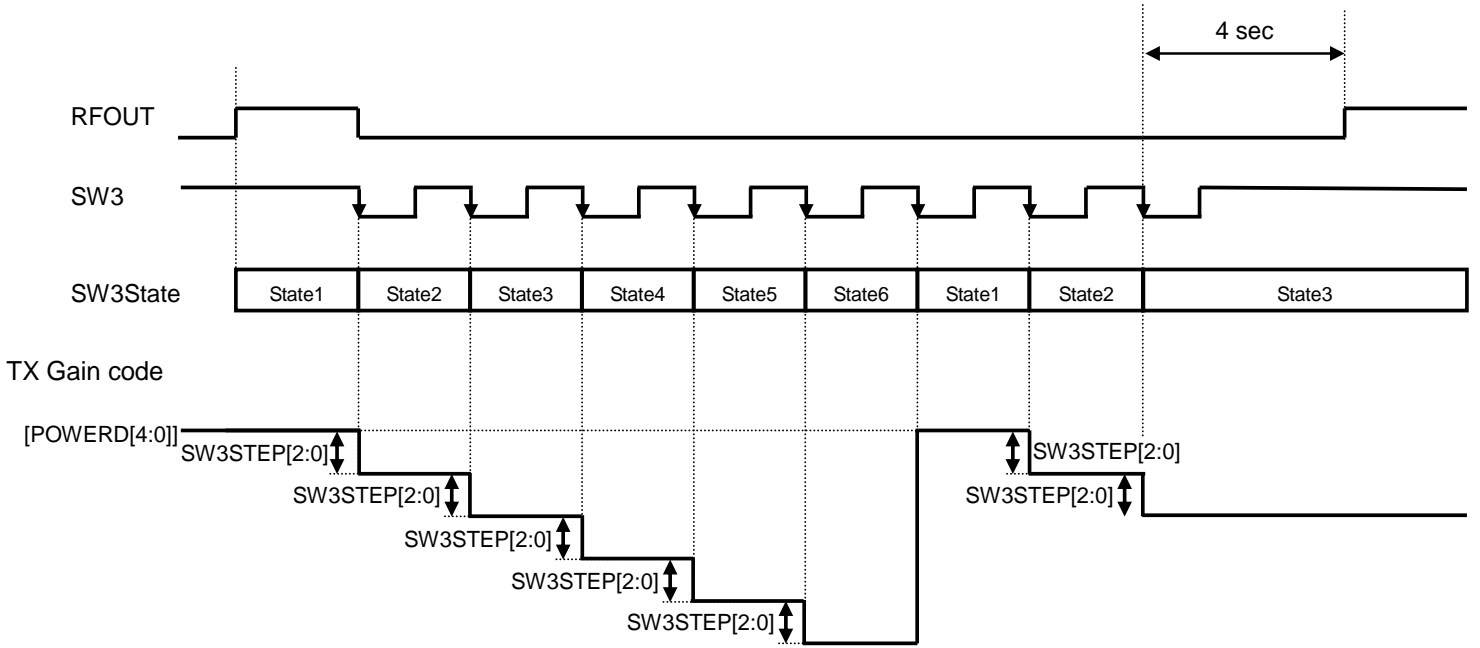 4 sec
RFOUT
SW3
SW3State
State1 State2 State3 State4 State5 State6 State1 State2 State3
TX Gain code
[POWERD[4:0]]
SW3STEP[2:0]
SW3STEP[2:0]
SW3STEP[2:0]
SW3STEP[2:0]
SW3STEP[2:0]
SW3STEP[2:0]
SW3STEP[2:0]